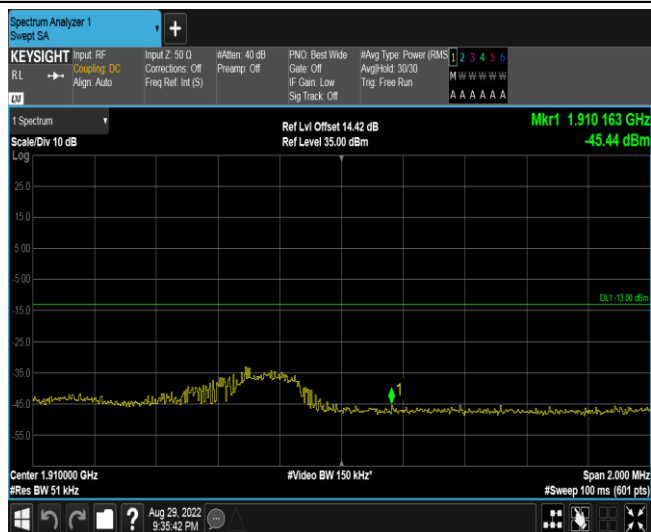 Spectrum Analyzer 1
Swept SA
+
KEYSIGHT
RL
Input: RF
Coupling: DC
Align: Auto
Input Z: 50 Ω
Corrections: Off
Freq Ref: Int (S)
#Atten: 40 dB
Preamp: Off
PNO: Best Wide
Gate: Off
IF Gain: Low
Sig Track: Off
#Avg Type: Power (RMS
Avg|Hold: 30/30
Trig: Free Run
1 2 3 4 5 6
M W W W W W
A A A A A A
LXI
1 Spectrum
Scale/Div 10 dB
Log
Ref Lvl Offset 14.42 dB
Ref Level 35.00 dBm
Mkr1 1.910 163 GHz
-45.44 dBm
25.0
15.0
5.00
-5.00
DL1 -13.00 dBm
-15.0
-25.0
-35.0
1
-45.0
-55.0
Center 1.910000 GHz
#Res BW 51 kHz
#Video BW 150 kHz*
Span 2.000 MHz
#Sweep 100 ms (601 pts)
?
Aug 29, 2022
9:35:42 PM